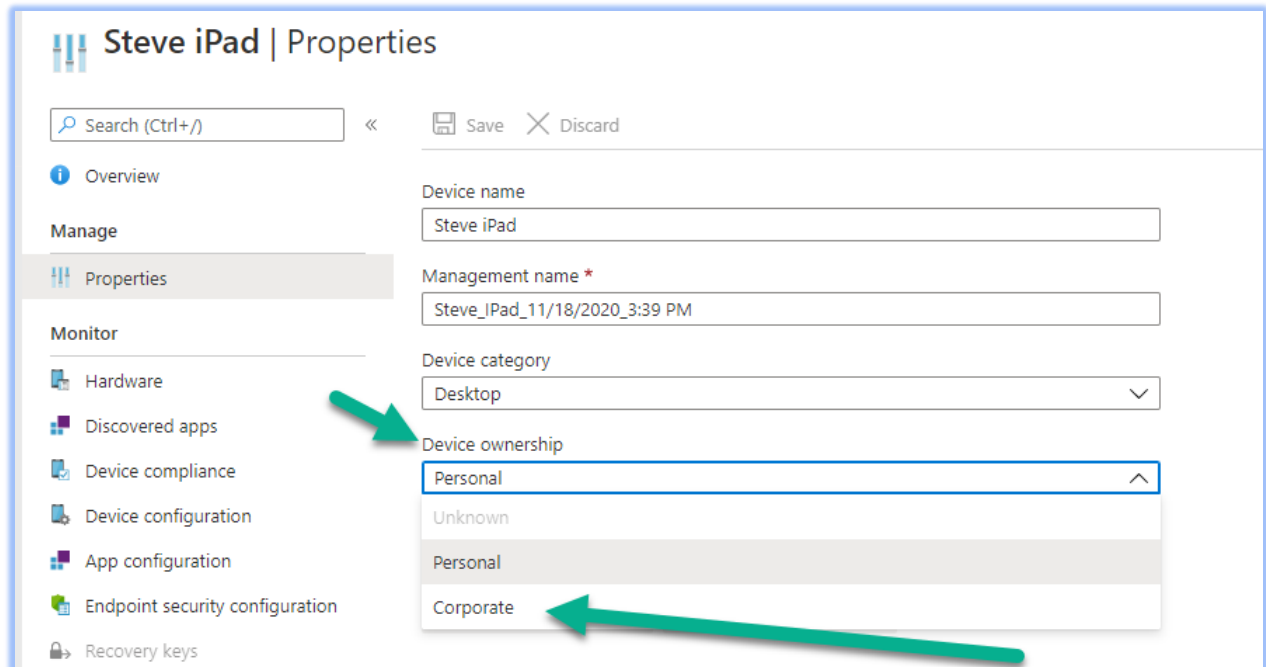 Steve iPad | Properties
Search (Ctrl+/)
«
Save
Discard
Overview
Manage
Properties
Monitor
Hardware
Discovered apps
Device compliance
Device configuration
App configuration
Endpoint security configuration
Recovery keys
Device name
Steve iPad
Management name *
Steve_IPad_11/18/2020_3:39 PM
Device category
Desktop
Device ownership
Personal
Unknown
Personal
Corporate